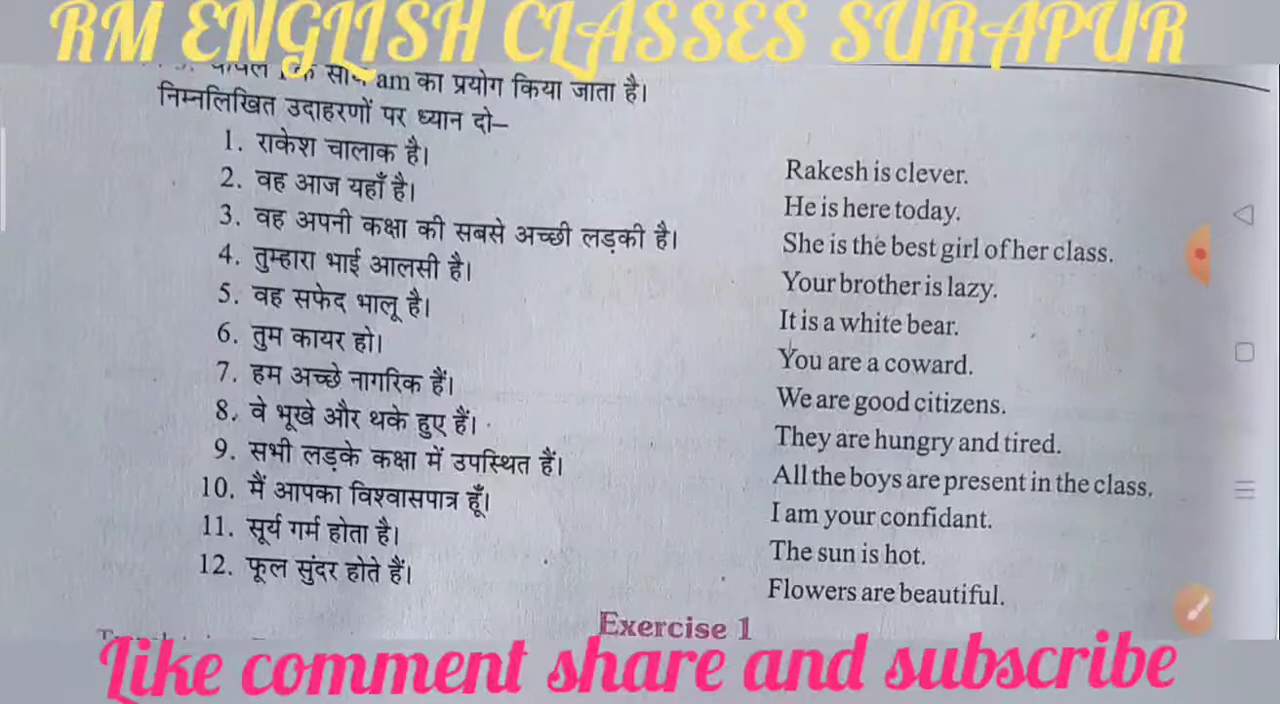 RM ENGLISH CLASSES SURAPUR
के साथ am का प्रयोग किया जाता है।
निम्नलिखित उदाहरणों पर ध्यान दो–
1. राकेश चालाक है। Rakesh is clever.
2. वह आज यहाँ है। He is here today.
3. वह अपनी कक्षा की सबसे अच्छी लड़की है। She is the best girl of her class.
4. तुम्हारा भाई आलसी है। Your brother is lazy.
5. वह सफेद भालू है। It is a white bear.
6. तुम कायर हो। You are a coward.
7. हम अच्छे नागरिक हैं। We are good citizens.
8. वे भूखे और थके हुए हैं। They are hungry and tired.
9. सभी लड़के कक्षा में उपस्थित हैं। All the boys are present in the class.
10. मैं आपका विश्वासपात्र हूँ। I am your confidant.
11. सूर्य गर्म होता है। The sun is hot.
12. फूल सुंदर होते हैं। Flowers are beautiful.
Exercise 1
Like comment share and subscribe